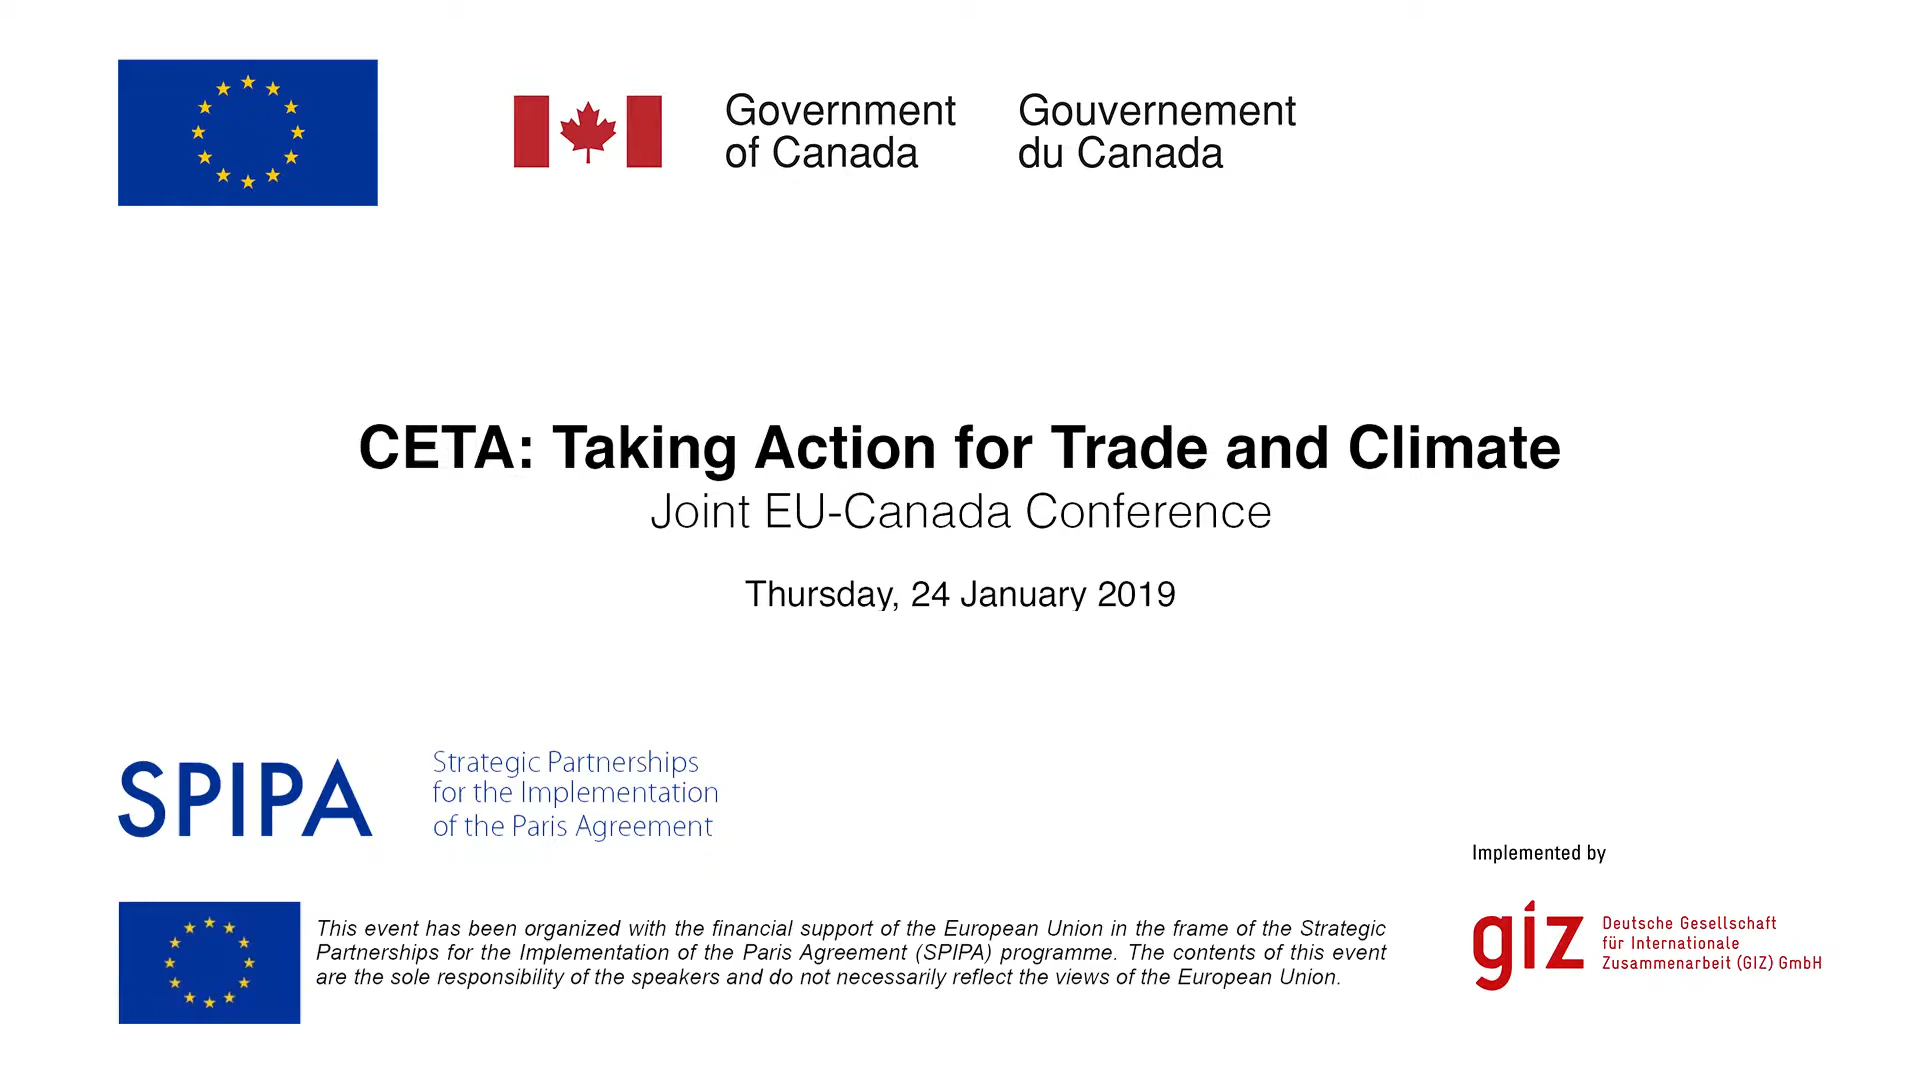 Government
of Canada
Gouvernement
du Canada
CETA: Taking Action for Trade and Climate
Joint EU-Canada Conference
Thursday, 24 January 2019
SPIPA
Strategic Partnerships
for the Implementation
of the Paris Agreement
Implemented by
This event has been organized with the financial support of the European Union in the frame of the Strategic
Partnerships for the Implementation of the Paris Agreement (SPIPA) programme. The contents of this event
are the sole responsibility of the speakers and do not necessarily reflect the views of the European Union.
giz
Deutsche Gesellschaft
für Internationale
Zusammenarbeit (GIZ) GmbH